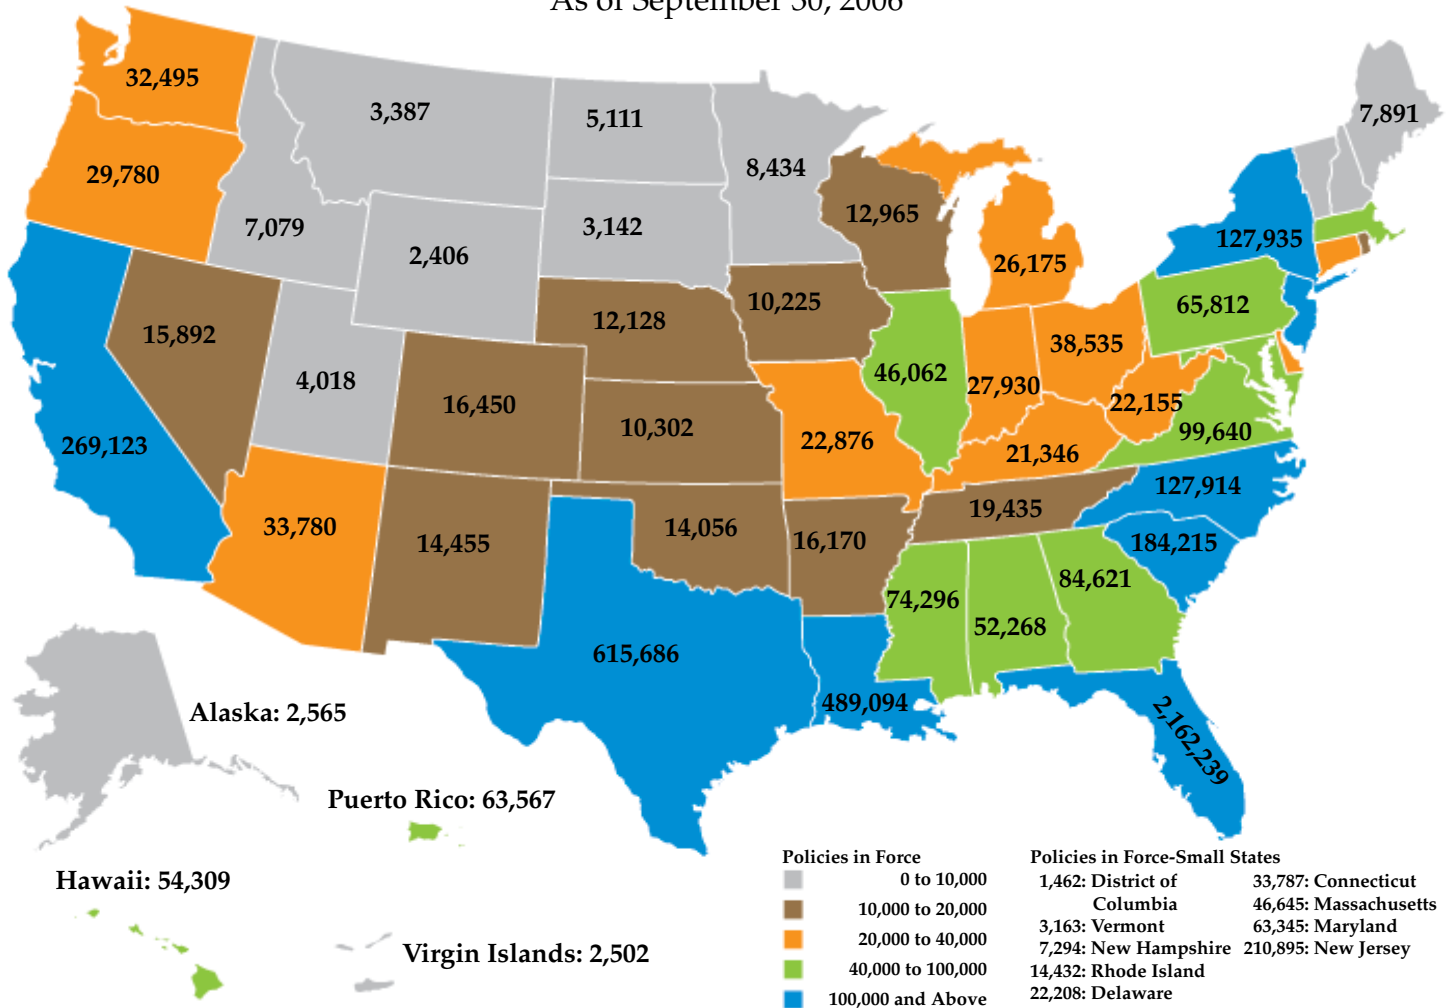 As of September 30, 2006
32,495
3,387
5,111
8,434
7,891
29,780
7,079
2,406
3,142
12,965
26,175
127,935
15,892
4,018
12,128
10,225
46,062
27,930
38,535
65,812
22,155
99,640
269,123
16,450
10,302
22,876
21,346
127,914
33,780
14,455
14,056
16,170
19,435
184,215
74,296
52,268
84,621
615,686
489,094
2,162,239
Alaska: 2,565
Puerto Rico: 63,567
Hawaii: 54,309
Virgin Islands: 2,502
Policies in Force
0 to 10,000
10,000 to 20,000
20,000 to 40,000
40,000 to 100,000
100,000 and Above
Policies in Force-Small States
1,462: District of
Columbia
3,163: Vermont
7,294: New Hampshire
14,432: Rhode Island
22,208: Delaware
33,787: Connecticut
46,645: Massachusetts
63,345: Maryland
210,895: New Jersey